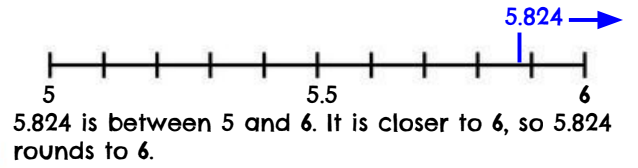 5.824
5 5.5 6
5.824 is between 5 and 6. It is closer to 6, so 5.824
rounds to 6.